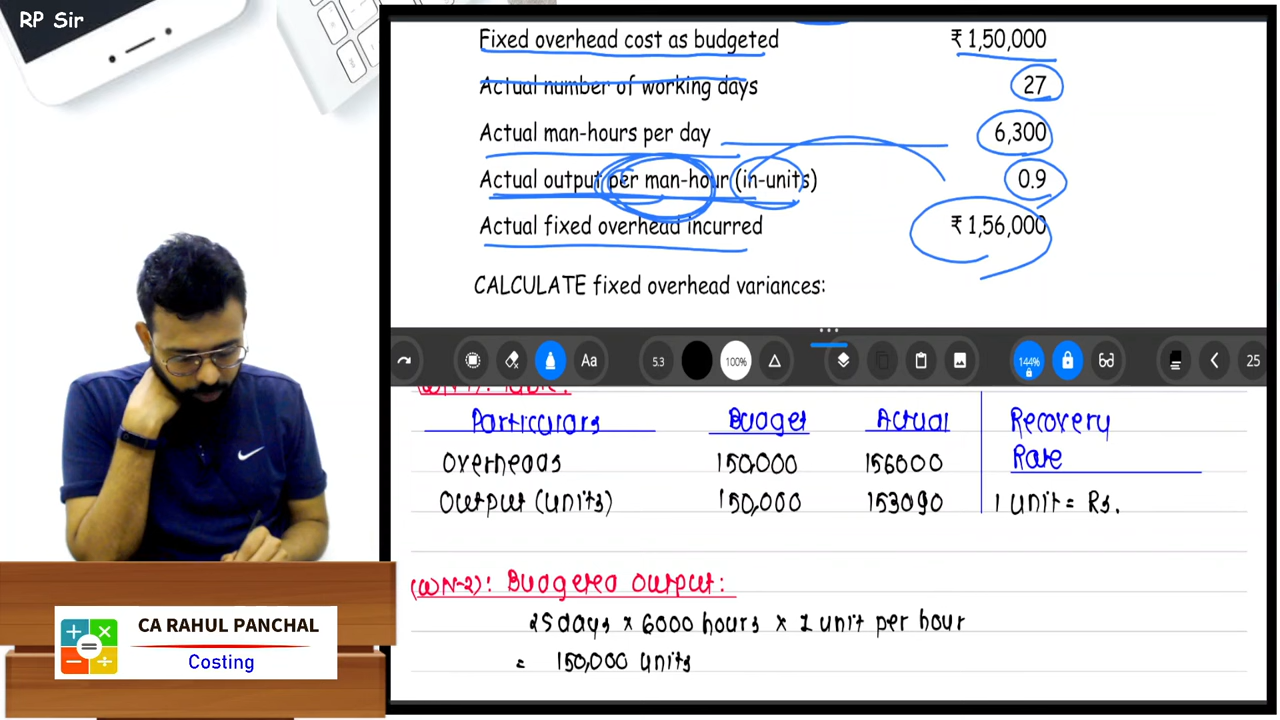 RP Sir
Fixed overhead cost as budgeted ₹ 1,50,000
Actual number of working days 27
Actual man-hours per day 6,300
Actual output per man-hour (in-units) 0.9
Actual fixed overhead incurred ₹ 1,56,000
CALCULATE fixed overhead variances:
Aa 5.3 100% 144% 25
Particulars Budget Actual Recovery
Rate
Overheads 150,000 156000
Output (units) 150,000 153090 1 unit = Rs.
(WN-2): Budgeted Output:
25 days × 6000 hours × 1 unit per hour
= 150,000 units
CA RAHUL PANCHAL
Costing